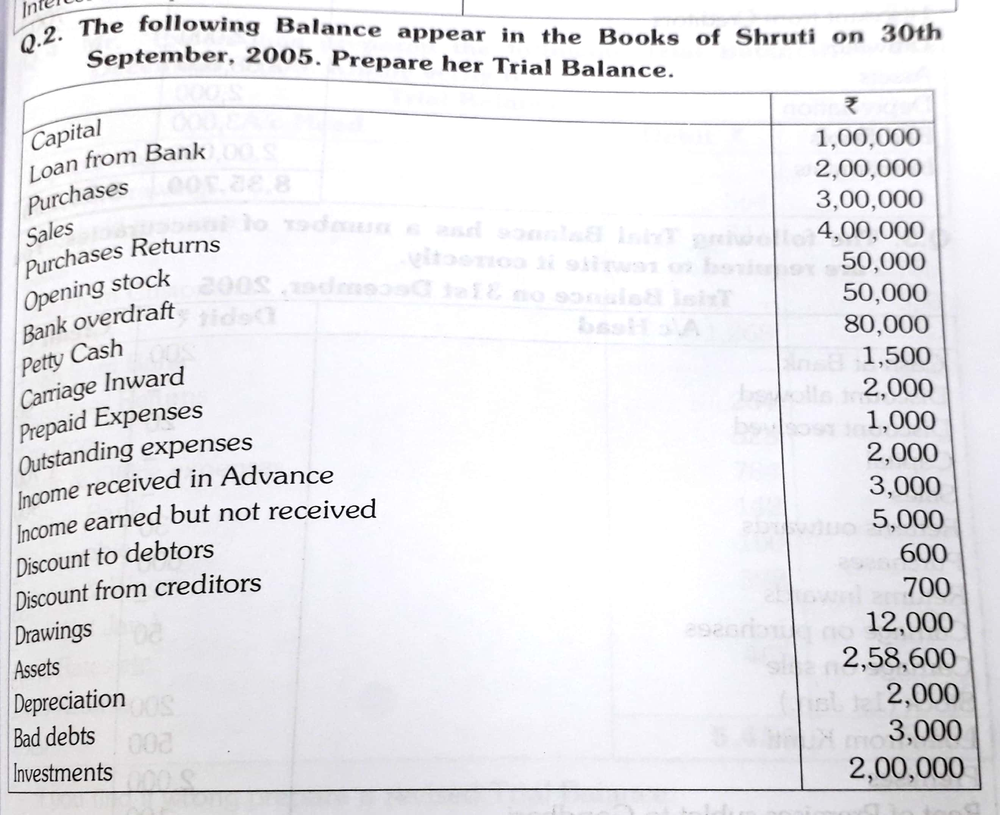 Q.2. The following Balance appear in the Books of Shruti on 30th
September, 2005. Prepare her Trial Balance.
₹
Capital 1,00,000
Loan from Bank 2,00,000
Purchases 3,00,000
Sales 4,00,000
Purchases Returns 50,000
Opening stock 50,000
Bank overdraft 80,000
Petty Cash 1,500
Carriage Inward 2,000
Prepaid Expenses 1,000
Outstanding expenses 2,000
Income received in Advance 3,000
Income earned but not received 5,000
Discount to debtors 600
Discount from creditors 700
Drawings 12,000
Assets 2,58,600
Depreciation 2,000
Bad debts 3,000
Investments 2,00,000